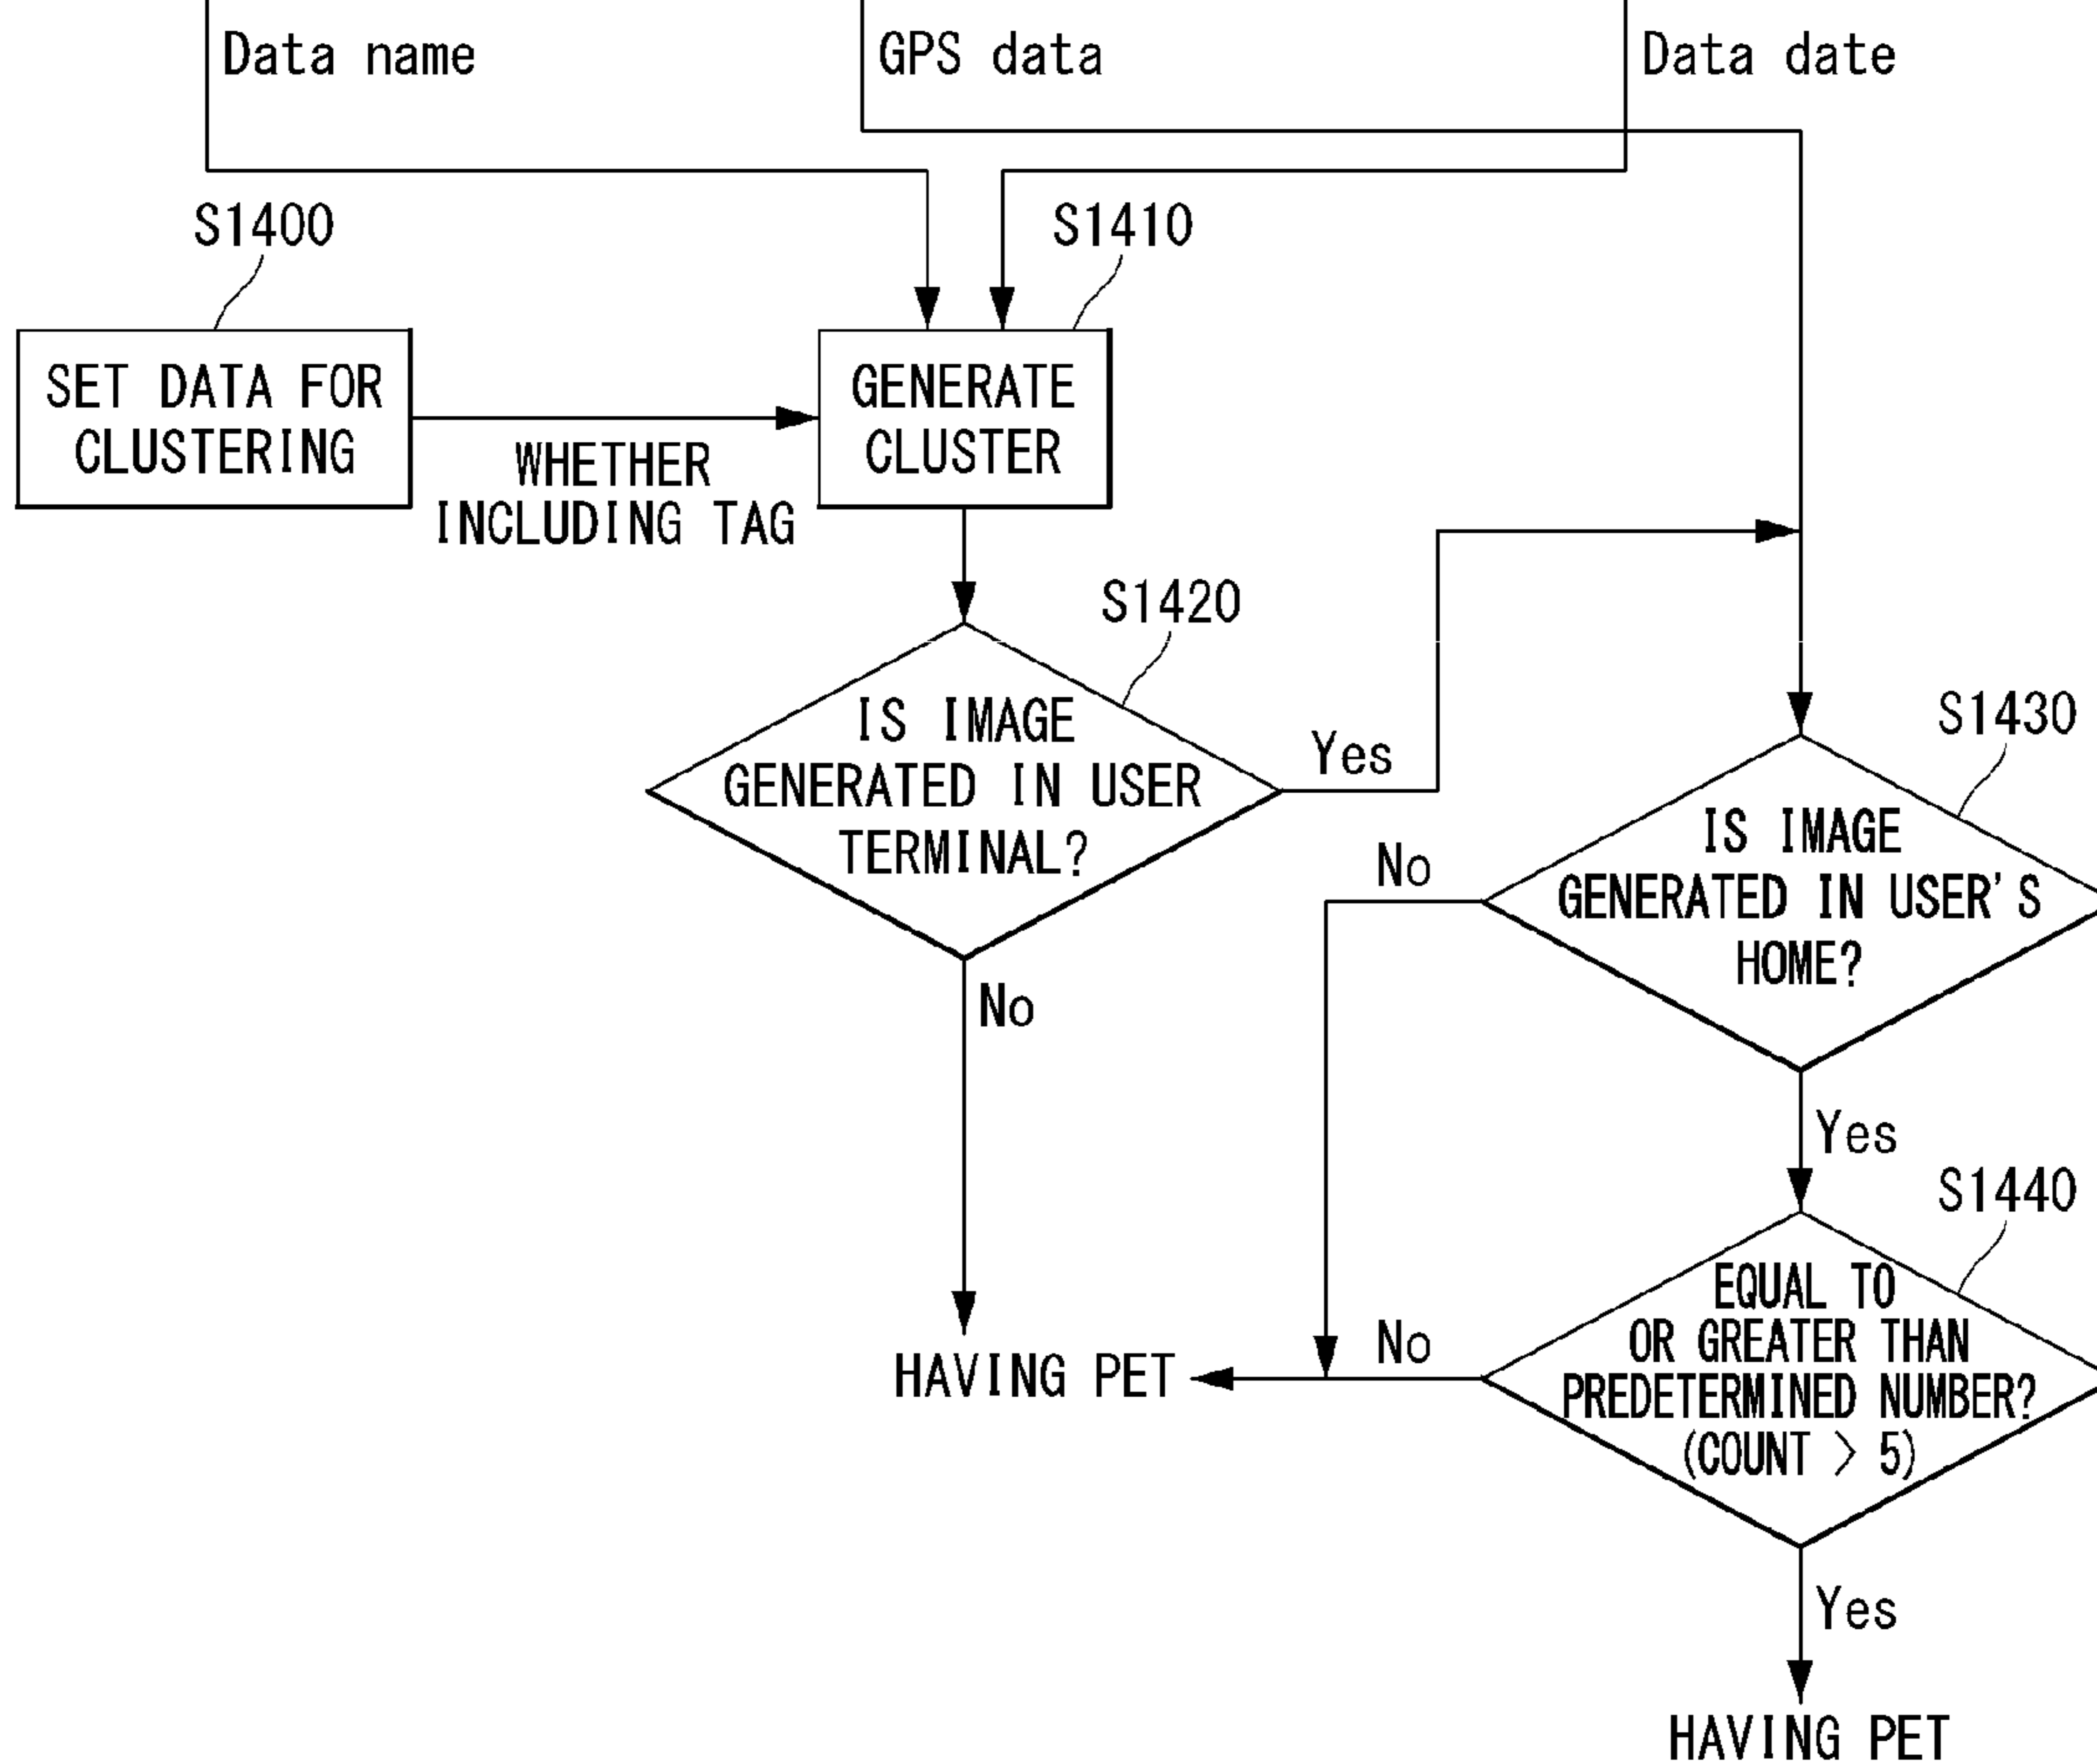 Data name
GPS data
Data date
S1400
S1410
SET DATA FOR
CLUSTERING
WHETHER
INCLUDING TAG
GENERATE
CLUSTER
S1420
IS IMAGE
GENERATED IN USER
TERMINAL?
Yes
No
S1430
IS IMAGE
GENERATED IN USER'S
HOME?
No
Yes
S1440
EQUAL TO
OR GREATER THAN
PREDETERMINED NUMBER?
(COUNT > 5)
No
HAVING PET
Yes
HAVING PET